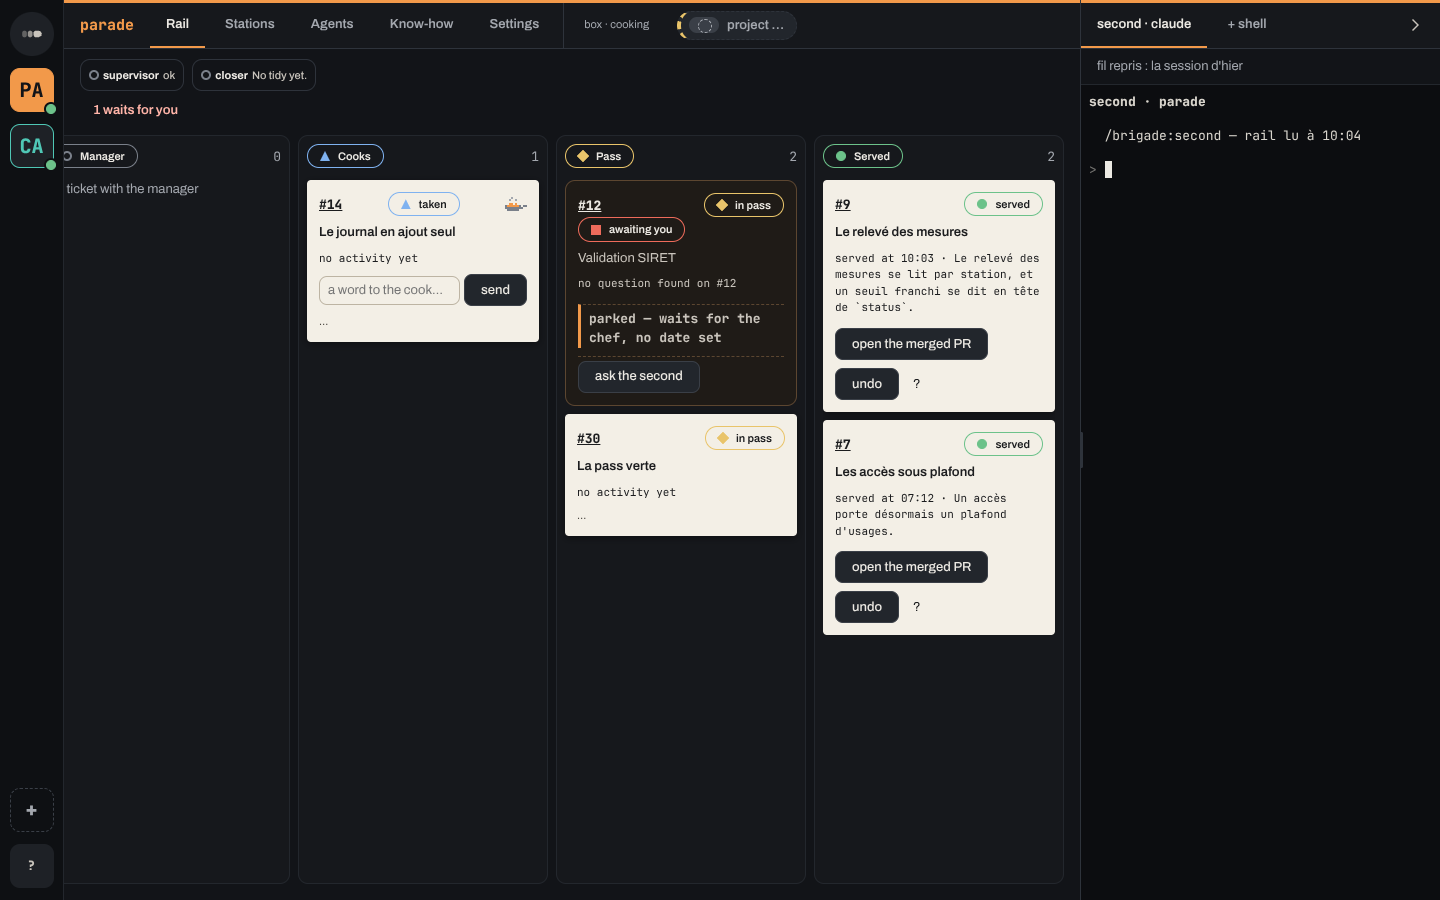 parade
Rail
Stations
Agents
Know-how
Settings
box · cooking
project ...
second · claude
+ shell
PA
CA
supervisor ok
closer No tidy yet.
1 waits for you
fil repris : la session d'hier
second · parade
/brigade:second — rail lu à 10:04
>
Manager
0
ticket with the manager
Cooks
1
#14
taken
Le journal en ajout seul
no activity yet
a word to the cook...
send
...
Pass
2
#12
in pass
awaiting you
Validation SIRET
no question found on #12
parked — waits for the
chef, no date set
ask the second
#30
in pass
La pass verte
no activity yet
...
Served
2
#9
served
Le relevé des mesures
served at 10:03 · Le relevé des
mesures se lit par station, et
un seuil franchi se dit en tête
de `status`.
open the merged PR
undo
?
#7
served
Les accès sous plafond
served at 07:12 · Un accès
porte désormais un plafond
d'usages.
open the merged PR
undo
?
+
?